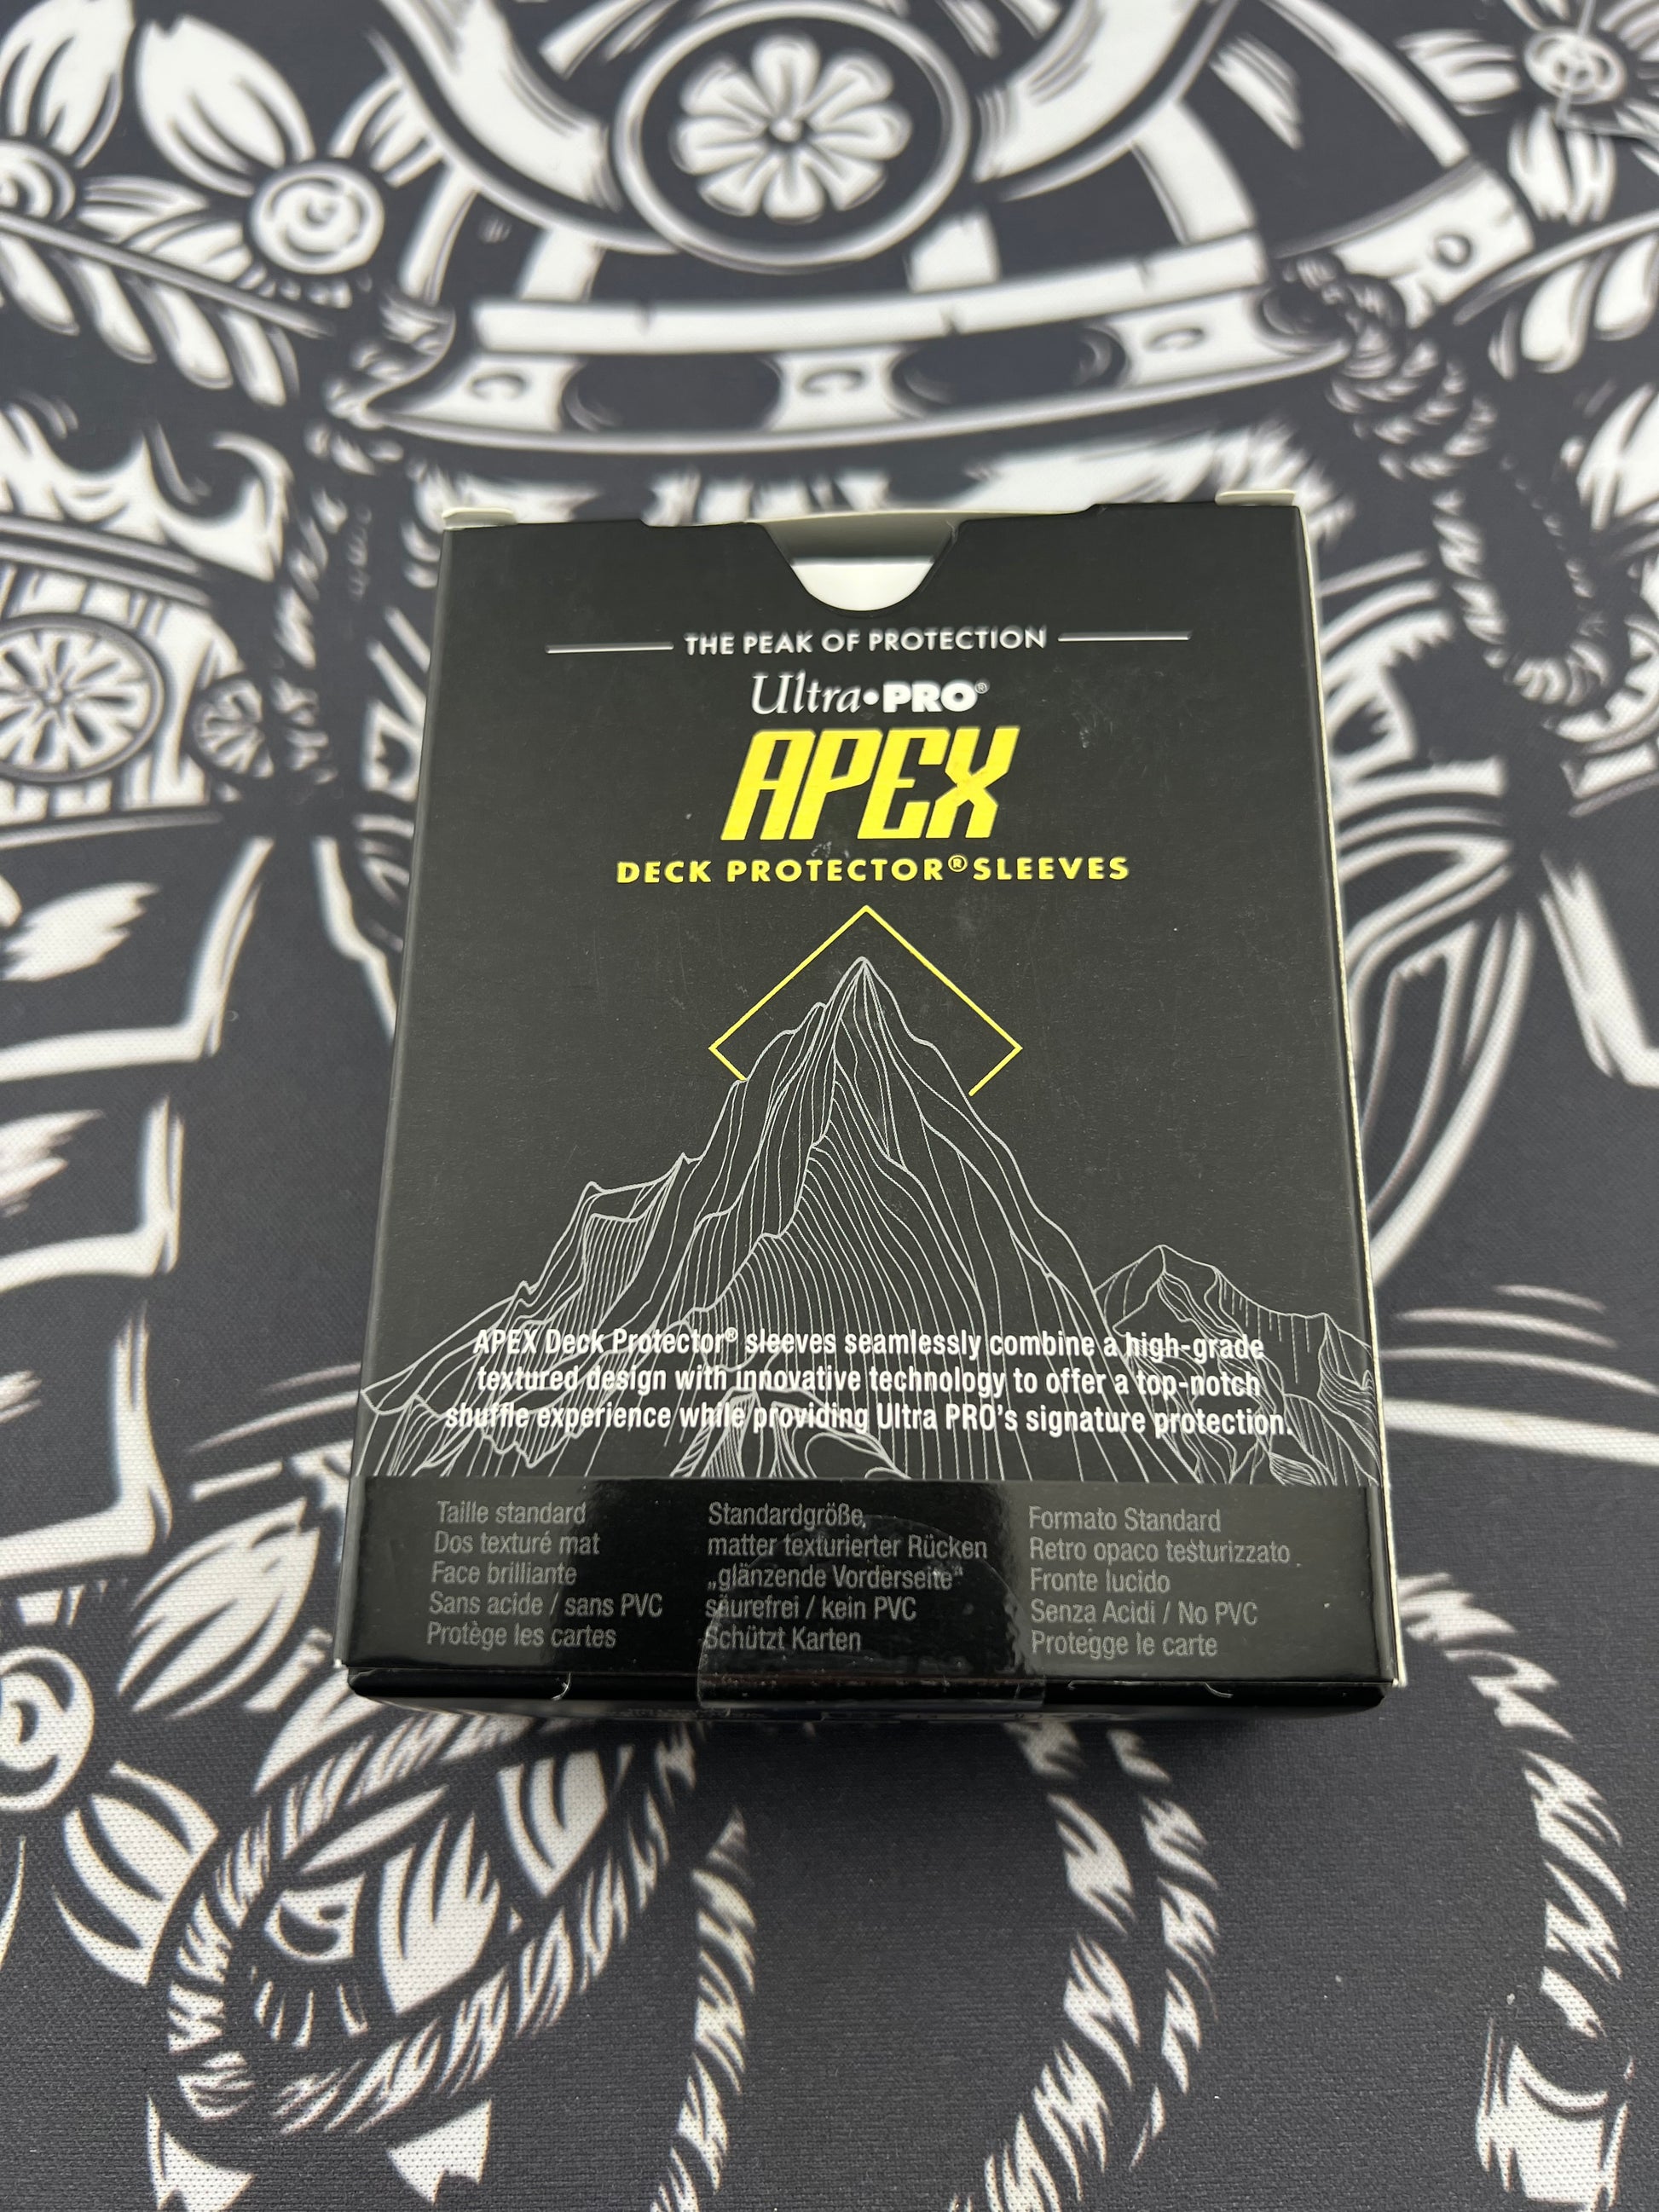 THE PEAK OF PROTECTION
Ultra•PRO®
APEX
DECK PROTECTOR® SLEEVES
APEX Deck Protector® sleeves seamlessly combine a high-grade
textured design with innovative technology to offer a top-notch
shuffle experience while providing Ultra PRO's signature protection.
Taille standard
Dos texturé mat
Face brillante
Sans acide / sans PVC
Protège les cartes
Standardgröße,
matter texturierter Rücken
„glänzende Vorderseite“
säurefrei / kein PVC
Schützt Karten
Formato Standard
Retro opaco testurizzato
Fronte lucido
Senza Acidi / No PVC
Protegge le carte